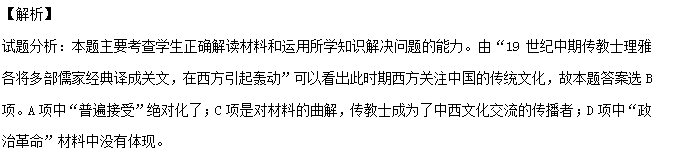 【解析】
试题分析：本题主要考查学生正确解读材料和运用所学知识解决问题的能力。由“19 世纪中期传教士理雅
各将多部儒家经典译成关文，在西方引起轰动”可以看出此时期西方关注中国的传统文化，故本题答案选 B
项。A 项中“普遍接受”绝对化了；C 项是对材料的曲解，传教士成为了中西文化交流的传播者；D 项中“政
治革命”材料中没有体现。